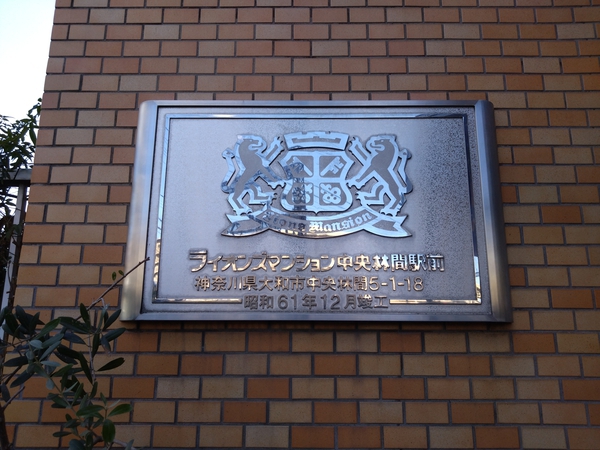 Lions Mansion
ライオンズマンション中央林間駅前
神奈川県大和市中央林間5-1-18
昭和61年12月竣工